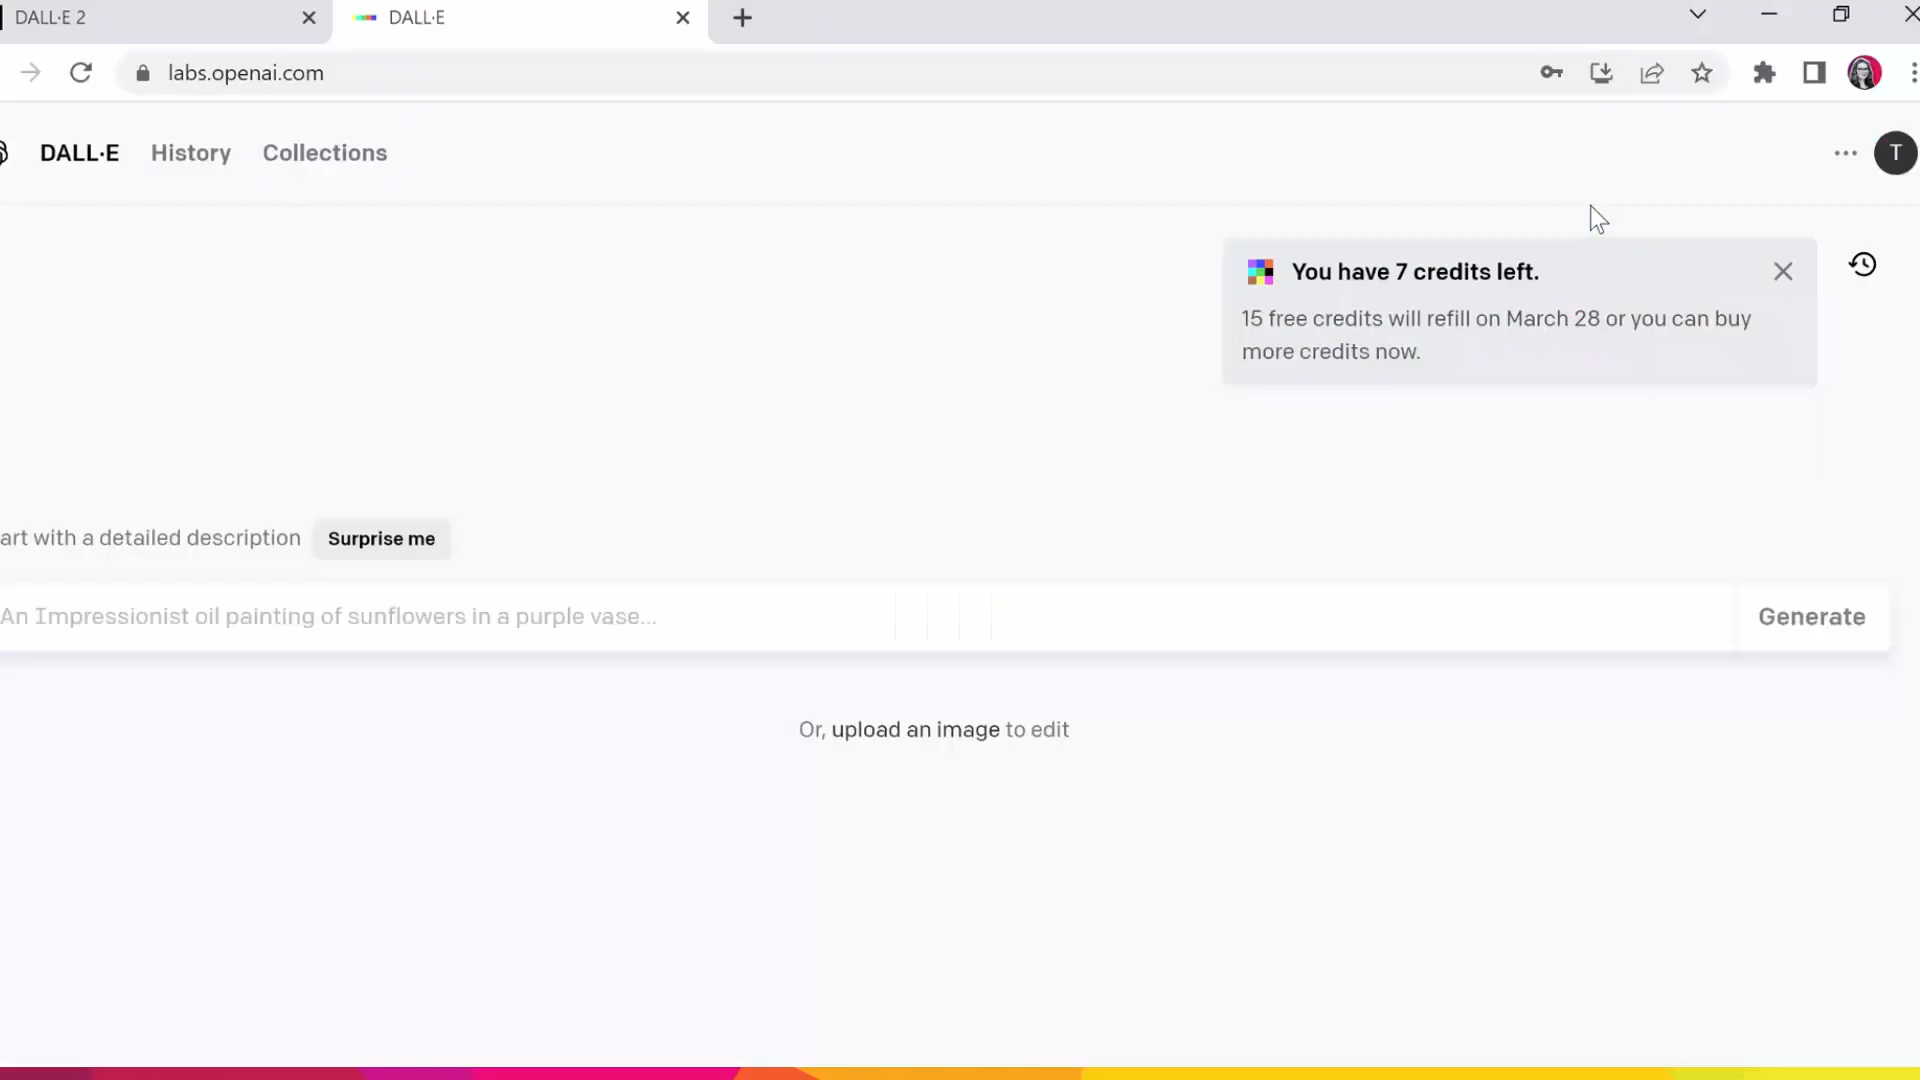 DALL·E 2
DALL·E
labs.openai.com
DALL·E History Collections
T
You have 7 credits left.
15 free credits will refill on March 28 or you can buy
more credits now.
art with a detailed description
Surprise me
An Impressionist oil painting of sunflowers in a purple vase...
Generate
Or, upload an image to edit